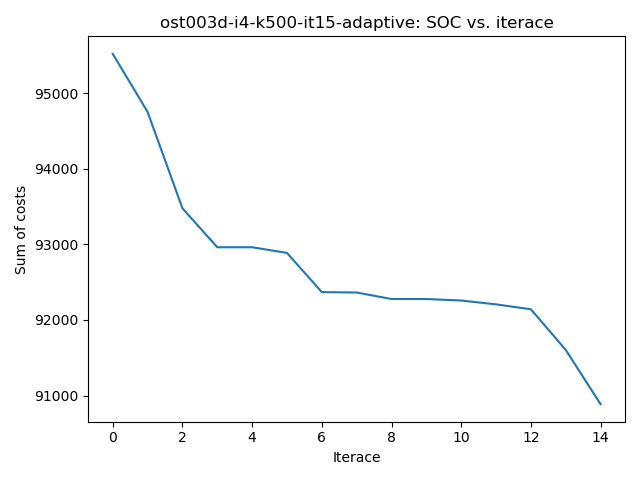 ost003d-i4-k500-it15-adaptive: SOC vs. iterace
95000
94000
93000
92000
91000
Sum of costs
0 2 4 6 8 10 12 14
Iterace